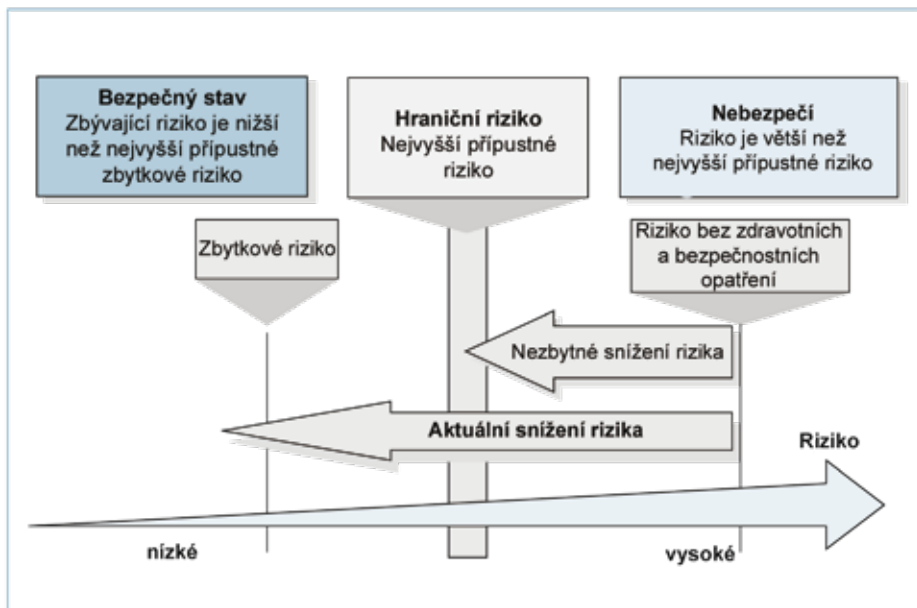 Bezpečný stav
Zbývající riziko je nižší
než nejvyšší přípustné
zbytkové riziko
Hraniční riziko
Nejvyšší přípustné
riziko
Nebezpečí
Riziko je větší než
nejvyšší přípustné riziko
Zbytkové riziko
Riziko bez zdravotních
a bezpečnostních
opatření
Nezbytné snížení rizika
Aktuální snížení rizika
Riziko
nízké
vysoké